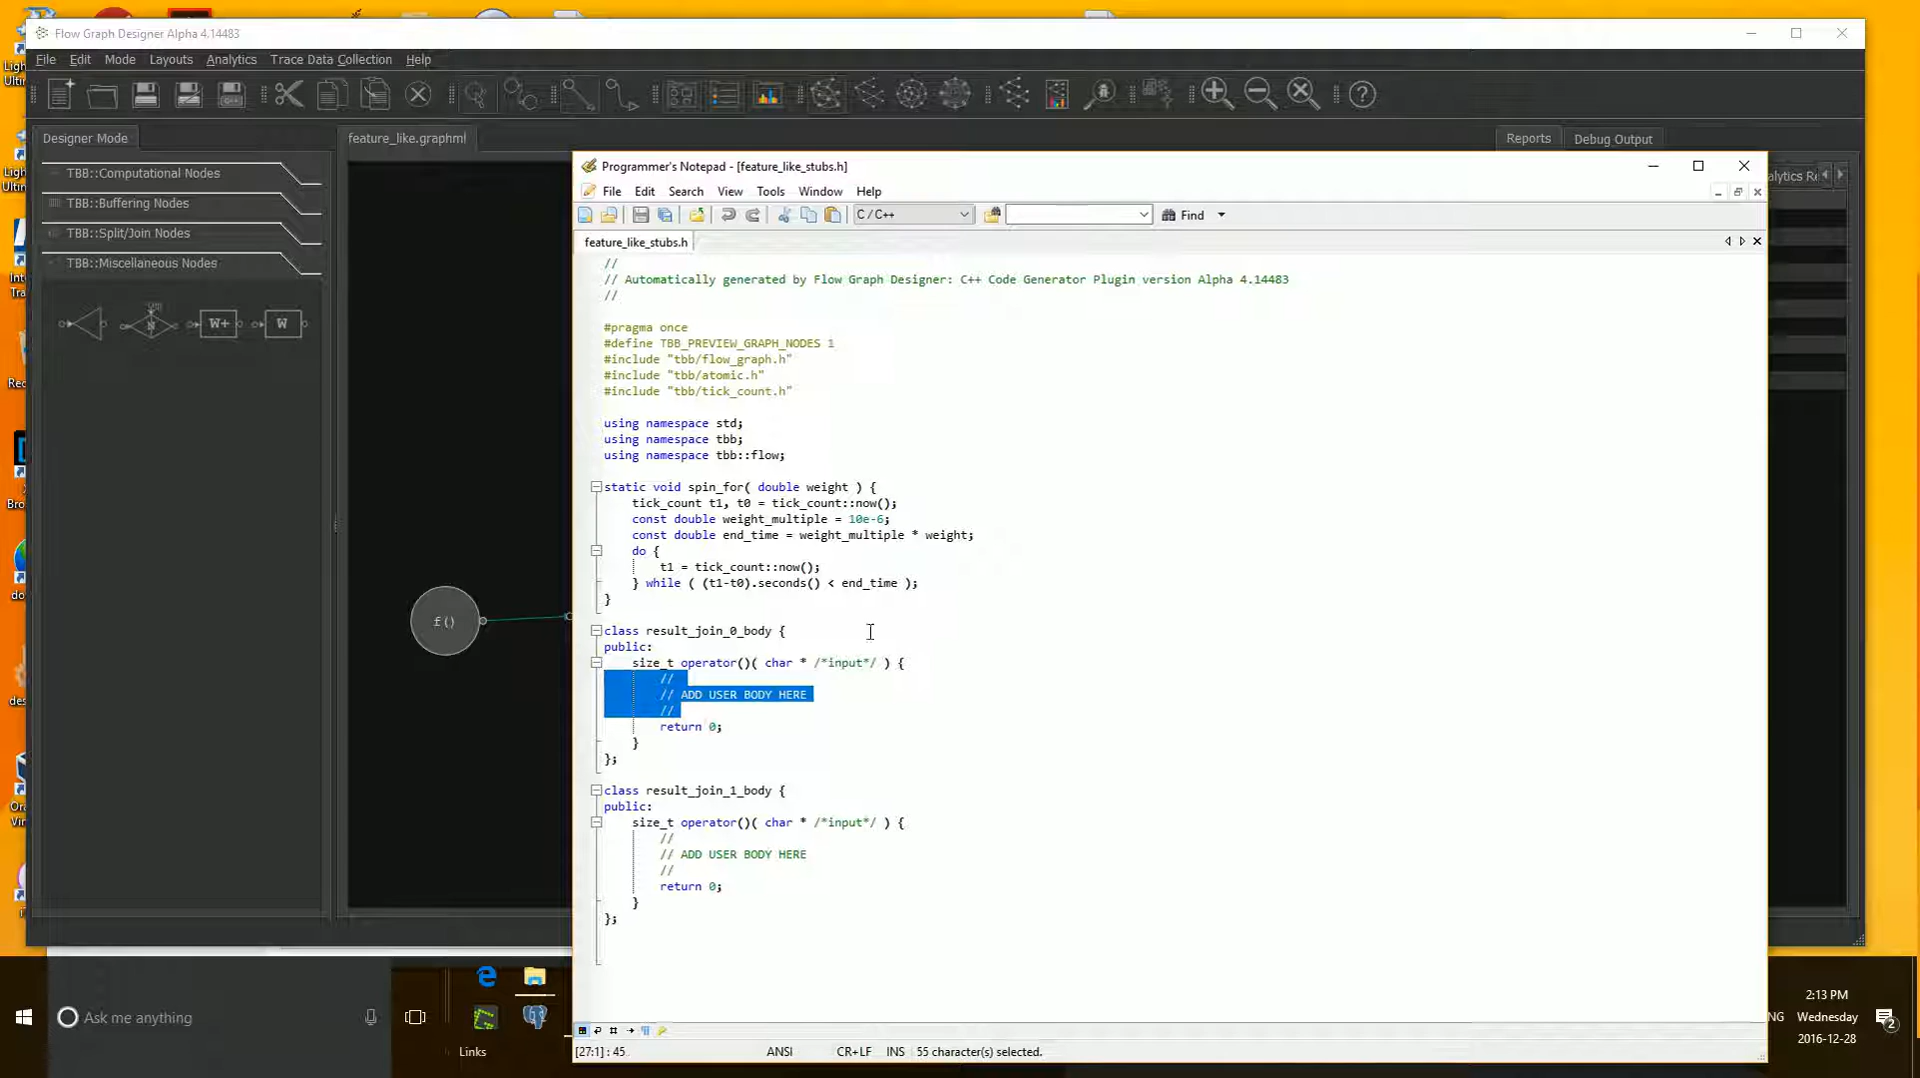 Flow Graph Designer Alpha 4.14483
File Edit Mode Layouts Analytics Trace Data Collection Help
Designer Mode
feature_like.graphml
Reports
Debug Output
TBB::Computational Nodes
TBB::Buffering Nodes
TBB::Split/Join Nodes
TBB::Miscellaneous Nodes
N
W+
W
f()
Programmer's Notepad - [feature_like_stubs.h]
File Edit Search View Tools Window Help
C / C++
Find
feature_like_stubs.h
//
// Automatically generated by Flow Graph Designer: C++ Code Generator Plugin version Alpha 4.14483
//
#pragma once
#define TBB_PREVIEW_GRAPH_NODES 1
#include "tbb/flow_graph.h"
#include "tbb/atomic.h"
#include "tbb/tick_count.h"
using namespace std;
using namespace tbb;
using namespace tbb::flow;
static void spin_for( double weight ) {
tick_count t1, t0 = tick_count::now();
const double weight_multiple = 10e-6;
const double end_time = weight_multiple * weight;
do {
t1 = tick_count::now();
} while ( (t1-t0).seconds() < end_time );
}
class result_join_0_body {
public:
size_t operator()( char * /*input*/ ) {
//
// ADD USER BODY HERE
//
return 0;
}
};
class result_join_1_body {
public:
size_t operator()( char * /*input*/ ) {
//
// ADD USER BODY HERE
//
return 0;
}
};
[27:1] : 45
ANSI
CR+LF
INS
55 character(s) selected.
Ask me anything
Links
2:13 PM
Wednesday
2016-12-28
2